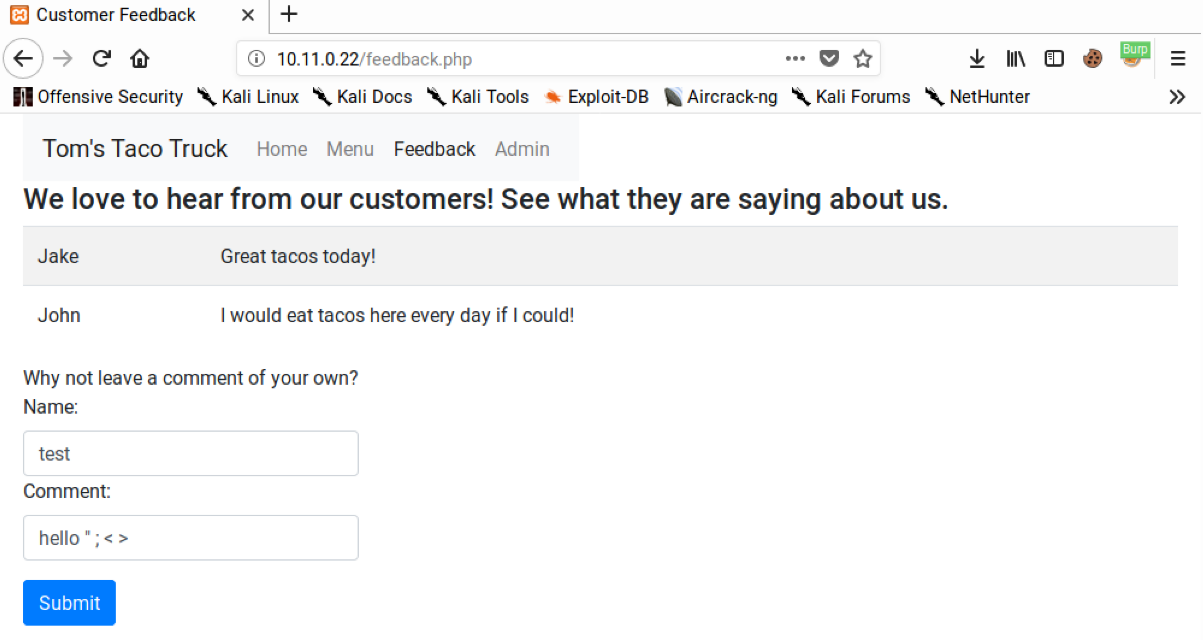 Customer Feedback
10.11.0.22/feedback.php
Burp
Offensive Security Kali Linux Kali Docs Kali Tools Exploit-DB Aircrack-ng Kali Forums NetHunter
Tom's Taco Truck Home Menu Feedback Admin
We love to hear from our customers! See what they are saying about us.
Jake Great tacos today!
John I would eat tacos here every day if I could!
Why not leave a comment of your own?
Name:
test
Comment:
hello " ; < >
Submit